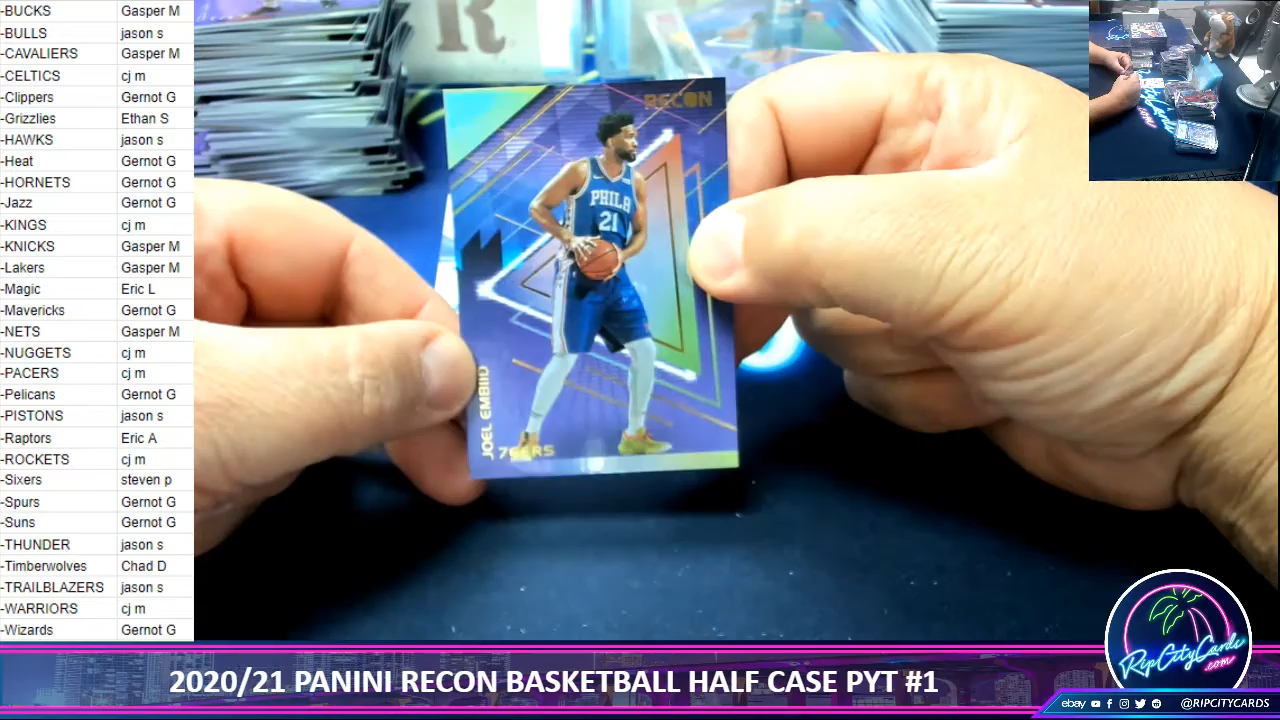 -BUCKS Gasper M
-BULLS jason s
-CAVALIERS Gasper M
-CELTICS cj m
-Clippers Gernot G
-Grizzlies Ethan S
-HAWKS jason s
-Heat Gernot G
-HORNETS Gernot G
-Jazz Gernot G
-KINGS cj m
-KNICKS Gasper M
-Lakers Gasper M
-Magic Eric L
-Mavericks Gernot G
-NETS Gasper M
-NUGGETS cj m
-PACERS cj m
-Pelicans Gernot G
-PISTONS jason s
-Raptors Eric A
-ROCKETS cj m
-Sixers steven p
-Spurs Gernot G
-Suns Gernot G
-THUNDER jason s
-Timberwolves Chad D
-TRAILBLAZERS jason s
-WARRIORS cj m
-Wizards Gernot G
R
RECON
PHILA
21
JOEL EMBIID
76ERS
2020/21 PANINI RECON BASKETBALL HALF CASE PYT #1
RipCityCards
.com
ebay @RIPCITYCARDS